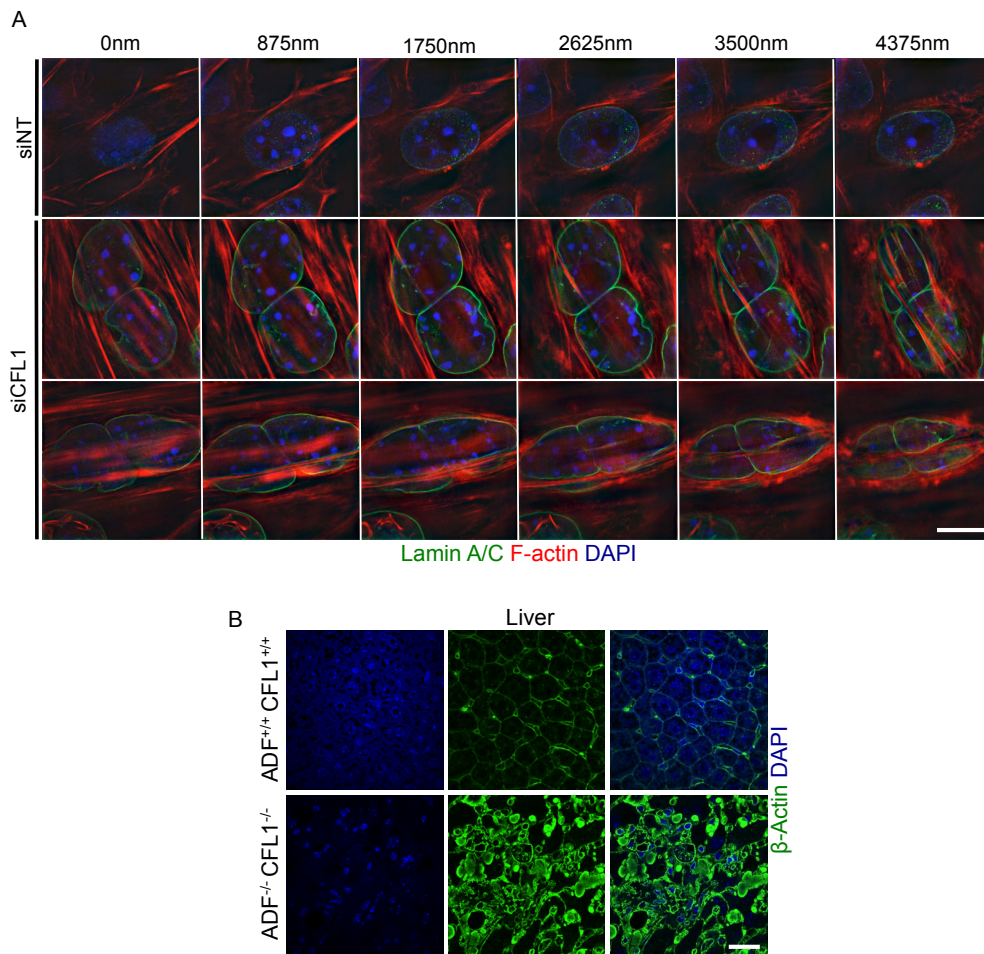 A
0nm 875nm 1750nm 2625nm 3500nm 4375nm
siNT
siCFL1
Lamin A/C F-actin DAPI
B
Liver
ADF+/+ CFL1+/+
ADF-/- CFL1-/-
β-Actin DAPI